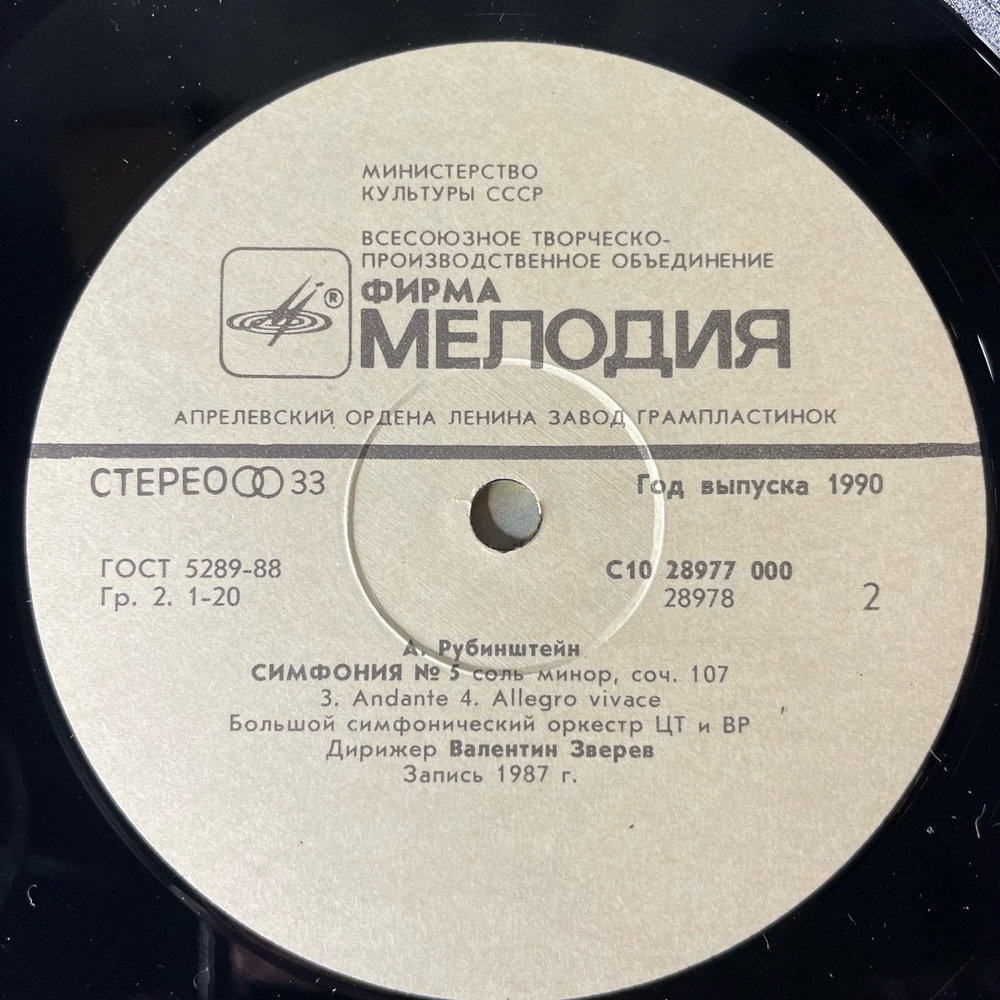 МИНИСТЕРСТВО
КУЛЬТУРЫ СССР
ВСЕСОЮЗНОЕ ТВОРЧЕСКО-
ПРОИЗВОДСТВЕННОЕ ОБЪЕДИНЕНИЕ
®
ФИРМА
МЕЛОДИЯ
АПРЕЛЕВСКИЙ ОРДЕНА ЛЕНИНА ЗАВОД ГРАМПЛАСТИНОК
СТЕРЕО 33
Год выпуска 1990
ГОСТ 5289-88
Гр. 2. 1-20
С10 28977 000
28978
2
А. Рубинштейн
СИМФОНИЯ № 5 соль минор, соч. 107
3. Andante 4. Allegro vivace
Большой симфонический оркестр ЦТ и ВР
Дирижер Валентин Зверев
Запись 1987 г.